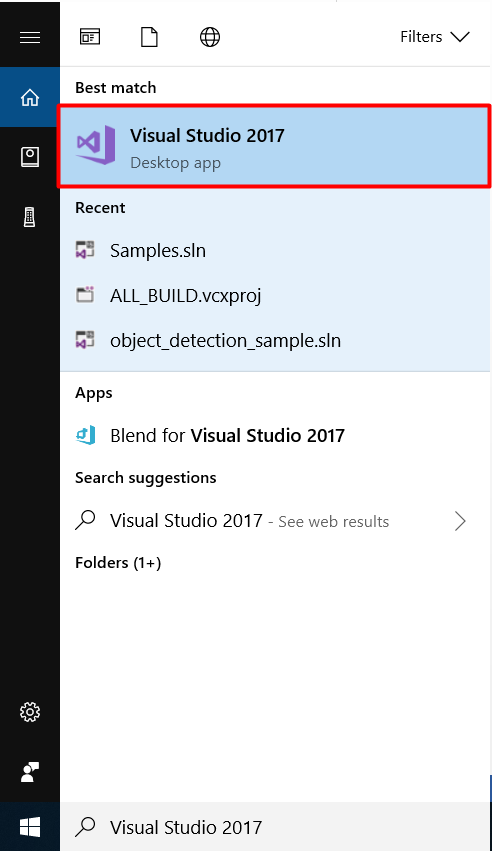 Filters
Best match
Visual Studio 2017
Desktop app
Recent
Samples.sln
ALL_BUILD.vcxproj
object_detection_sample.sln
Apps
Blend for Visual Studio 2017
Search suggestions
Visual Studio 2017 - See web results
Folders (1+)
Visual Studio 2017